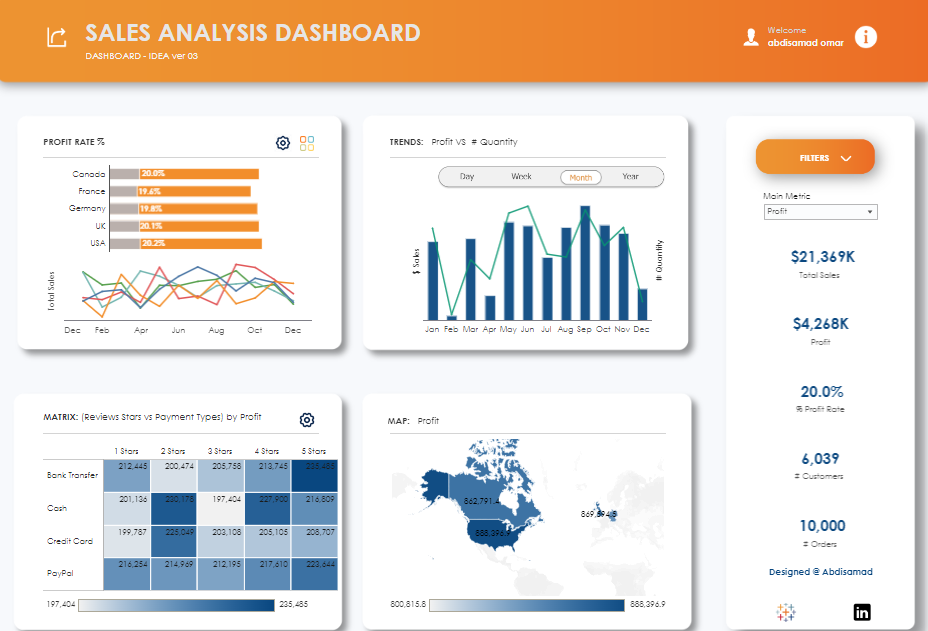 SALES ANALYSIS DASHBOARD
DASHBOARD - IDEA ver 03
Welcome
abdisamad omar
PROFIT RATE %
Canada 20.0%
France 19.6%
Germany 19.8%
UK 20.1%
USA 20.2%
Total Sales
Dec Feb Apr Jun Aug Oct Dec
TRENDS: Profit VS # Quantity
Day Week Month Year
$ Sales
# Quantity
Jan Feb Mar Apr May Jun Jul Aug Sep Oct Nov Dec
MATRIX: (Reviews Stars vs Payment Types) by Profit
1 Stars 2 Stars 3 Stars 4 Stars 5 Stars
Bank Transfer 212,445 200,474 205,758 213,745 235,485
Cash 201,136 230,178 197,404 227,900 216,809
Credit Card 199,787 225,049 203,108 205,105 208,707
PayPal 216,254 214,969 212,195 217,610 223,644
197,404 235,485
MAP: Profit
862,791.4
888,396.9
800,815.8 888,396.9
FILTERS
Main Metric
Profit
$21,369K
Total Sales
$4,268K
Profit
20.0%
% Profit Rate
6,039
# Customers
10,000
# Orders
Designed @ Abdisamad
in